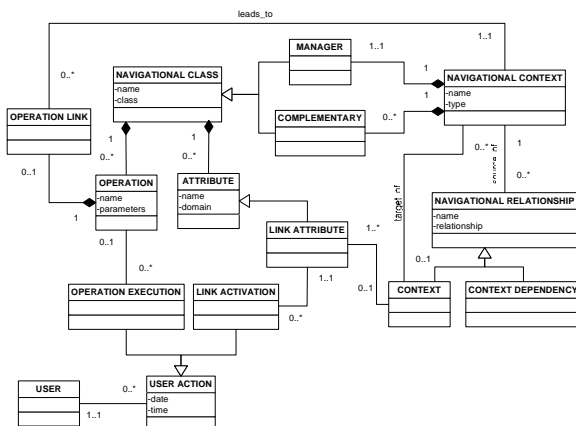 leads_to
MANAGER
1..1
1..1
0..*
NAVIGATIONAL CLASS
-name
-class
1
NAVIGATIONAL CONTEXT
-name
-type
OPERATION LINK
COMPLEMENTARY
0..*
1
1
1
0..*
0..*
0..*
1
source_of
target_of
0..1
OPERATION
-name
-parameters
ATTRIBUTE
-name
-domain
0..*
NAVIGATIONAL RELATIONSHIP
-name
-relationship
1
LINK ATTRIBUTE
1..*
0..1
0..1
0..*
1..1
0..1
CONTEXT
CONTEXT DEPENDENCY
OPERATION EXECUTION
LINK ACTIVATION
0..*
USER
0..*
1..1
USER ACTION
-date
-time